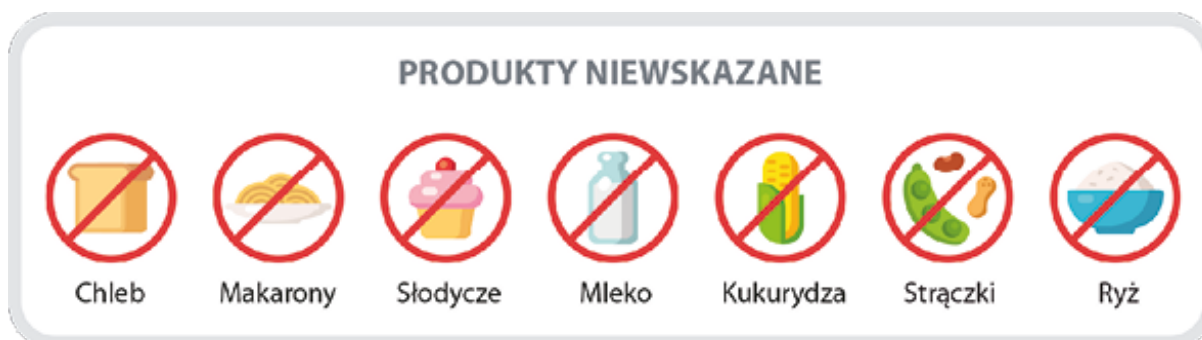 PRODUKTY NIEWSKAZANE
Chleb Makarony Słodycze Mleko Kukurydza Strączki Ryż